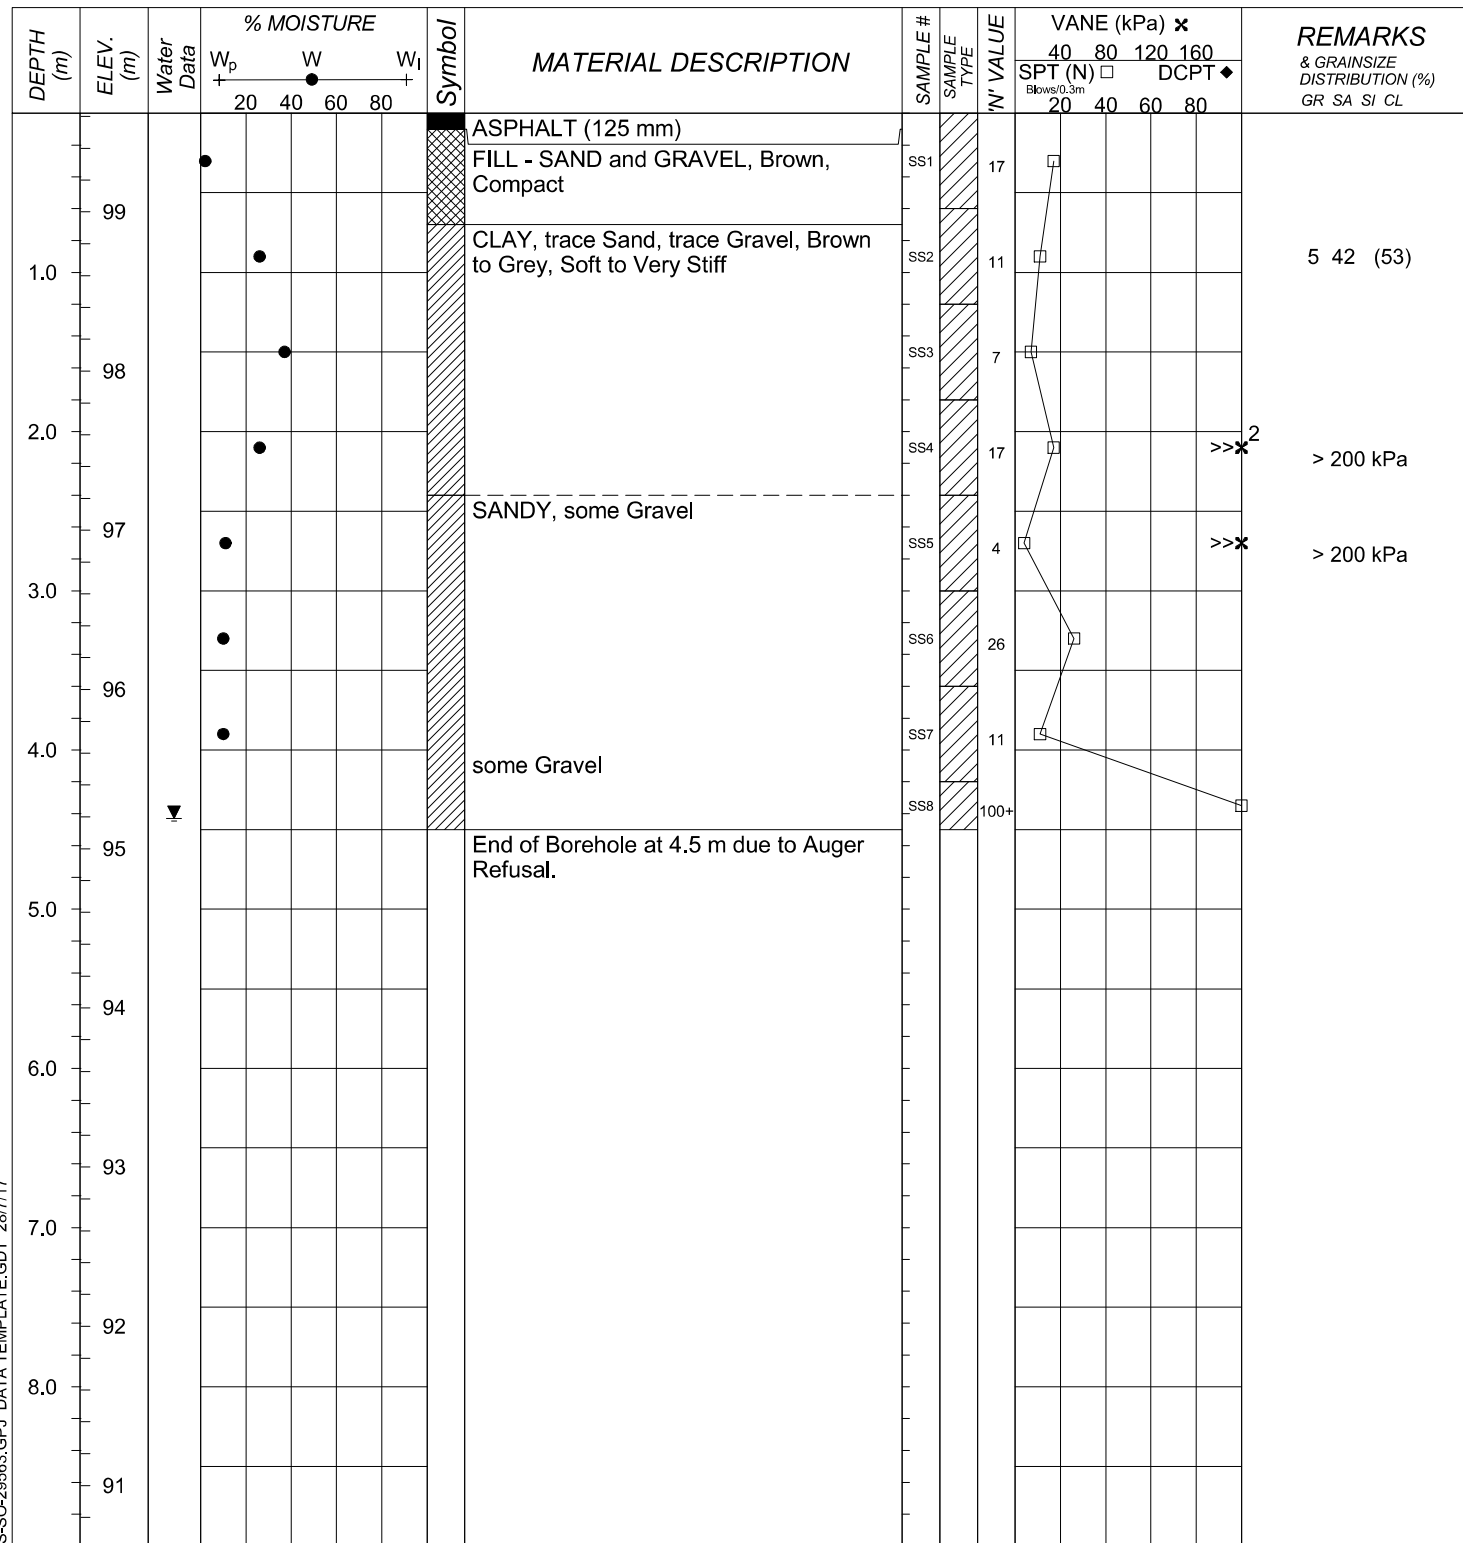 DEPTH (m)
ELEV. (m)
Water Data
% MOISTURE
Wp W Wl
20 40 80
Symbol
MATERIAL DESCRIPTION
SAMPLE #
SAMPLE TYPE
'N' VALUE
VANE (kPa)
40 80 120 160
SPT (N) DCPT
Blows/0.3m
20 40 60 80
REMARKS
& GRAINSIZE
DISTRIBUTION (%)
GR SA SI CL
ASPHALT (125 mm)
FILL - SAND and GRAVEL, Brown,
Compact
SS1 17
99
CLAY, trace Sand, trace Gravel, Brown
to Grey, Soft to Very Stiff
SS2 11 5 42 (53)
1.0
SS3 7
98
2.0
SS4 17 >> 2
> 200 kPa
SANDY, some Gravel
97
SS5 4 >>
> 200 kPa
3.0
SS6 26
96
SS7 11
4.0
some Gravel
SS8 100+
95
End of Borehole at 4.5 m due to Auger
Refusal.
5.0
94
6.0
93
7.0
92
8.0
91
DATA TEMPLATE.GDT 28/7/17